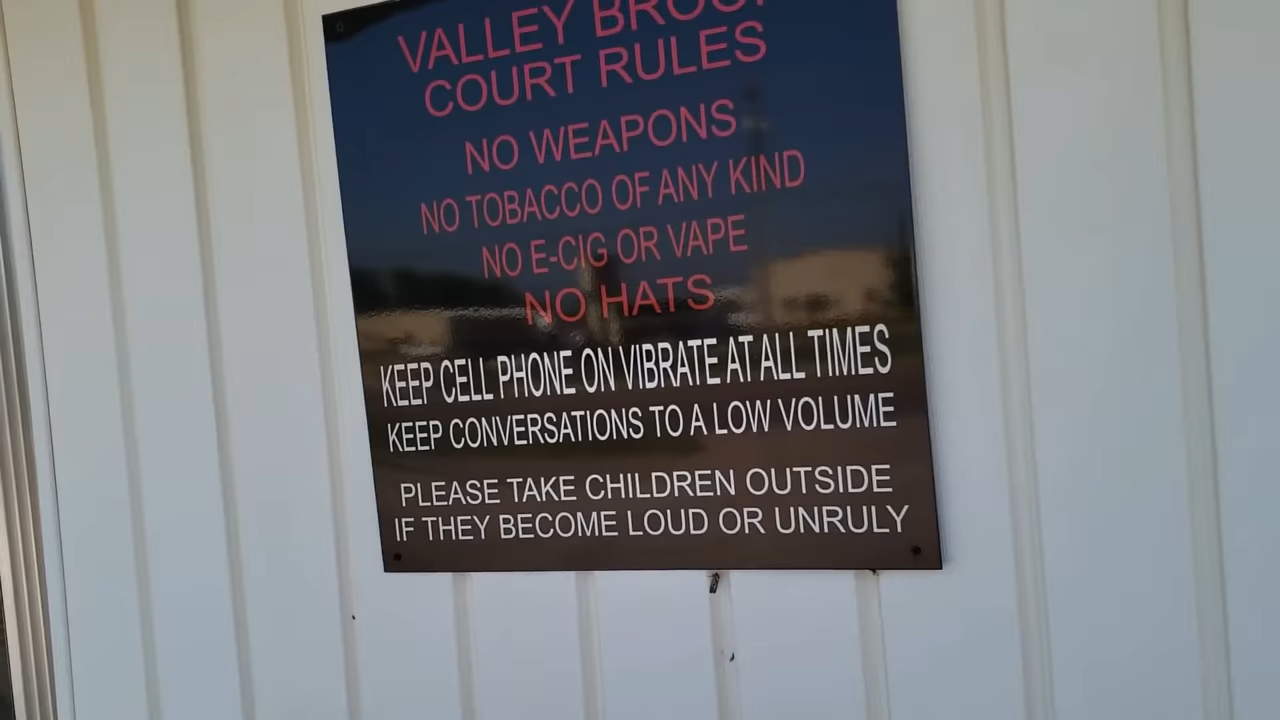 VALLEY BROOK
COURT RULES
NO WEAPONS
NO TOBACCO OF ANY KIND
NO E-CIG OR VAPE
NO HATS
KEEP CELL PHONE ON VIBRATE AT ALL TIMES
KEEP CONVERSATIONS TO A LOW VOLUME
PLEASE TAKE CHILDREN OUTSIDE
IF THEY BECOME LOUD OR UNRULY